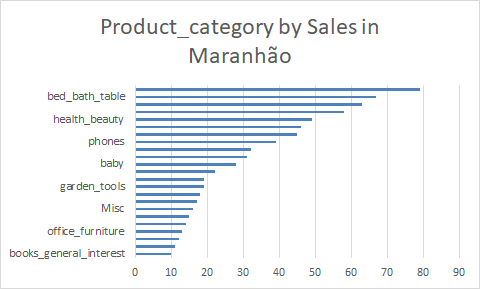 Product_category by Sales in
Maranhão
bed_bath_table
health_beauty
phones
baby
garden_tools
Misc
office_furniture
books_general_interest
0 10 20 30 40 50 60 70 80 90